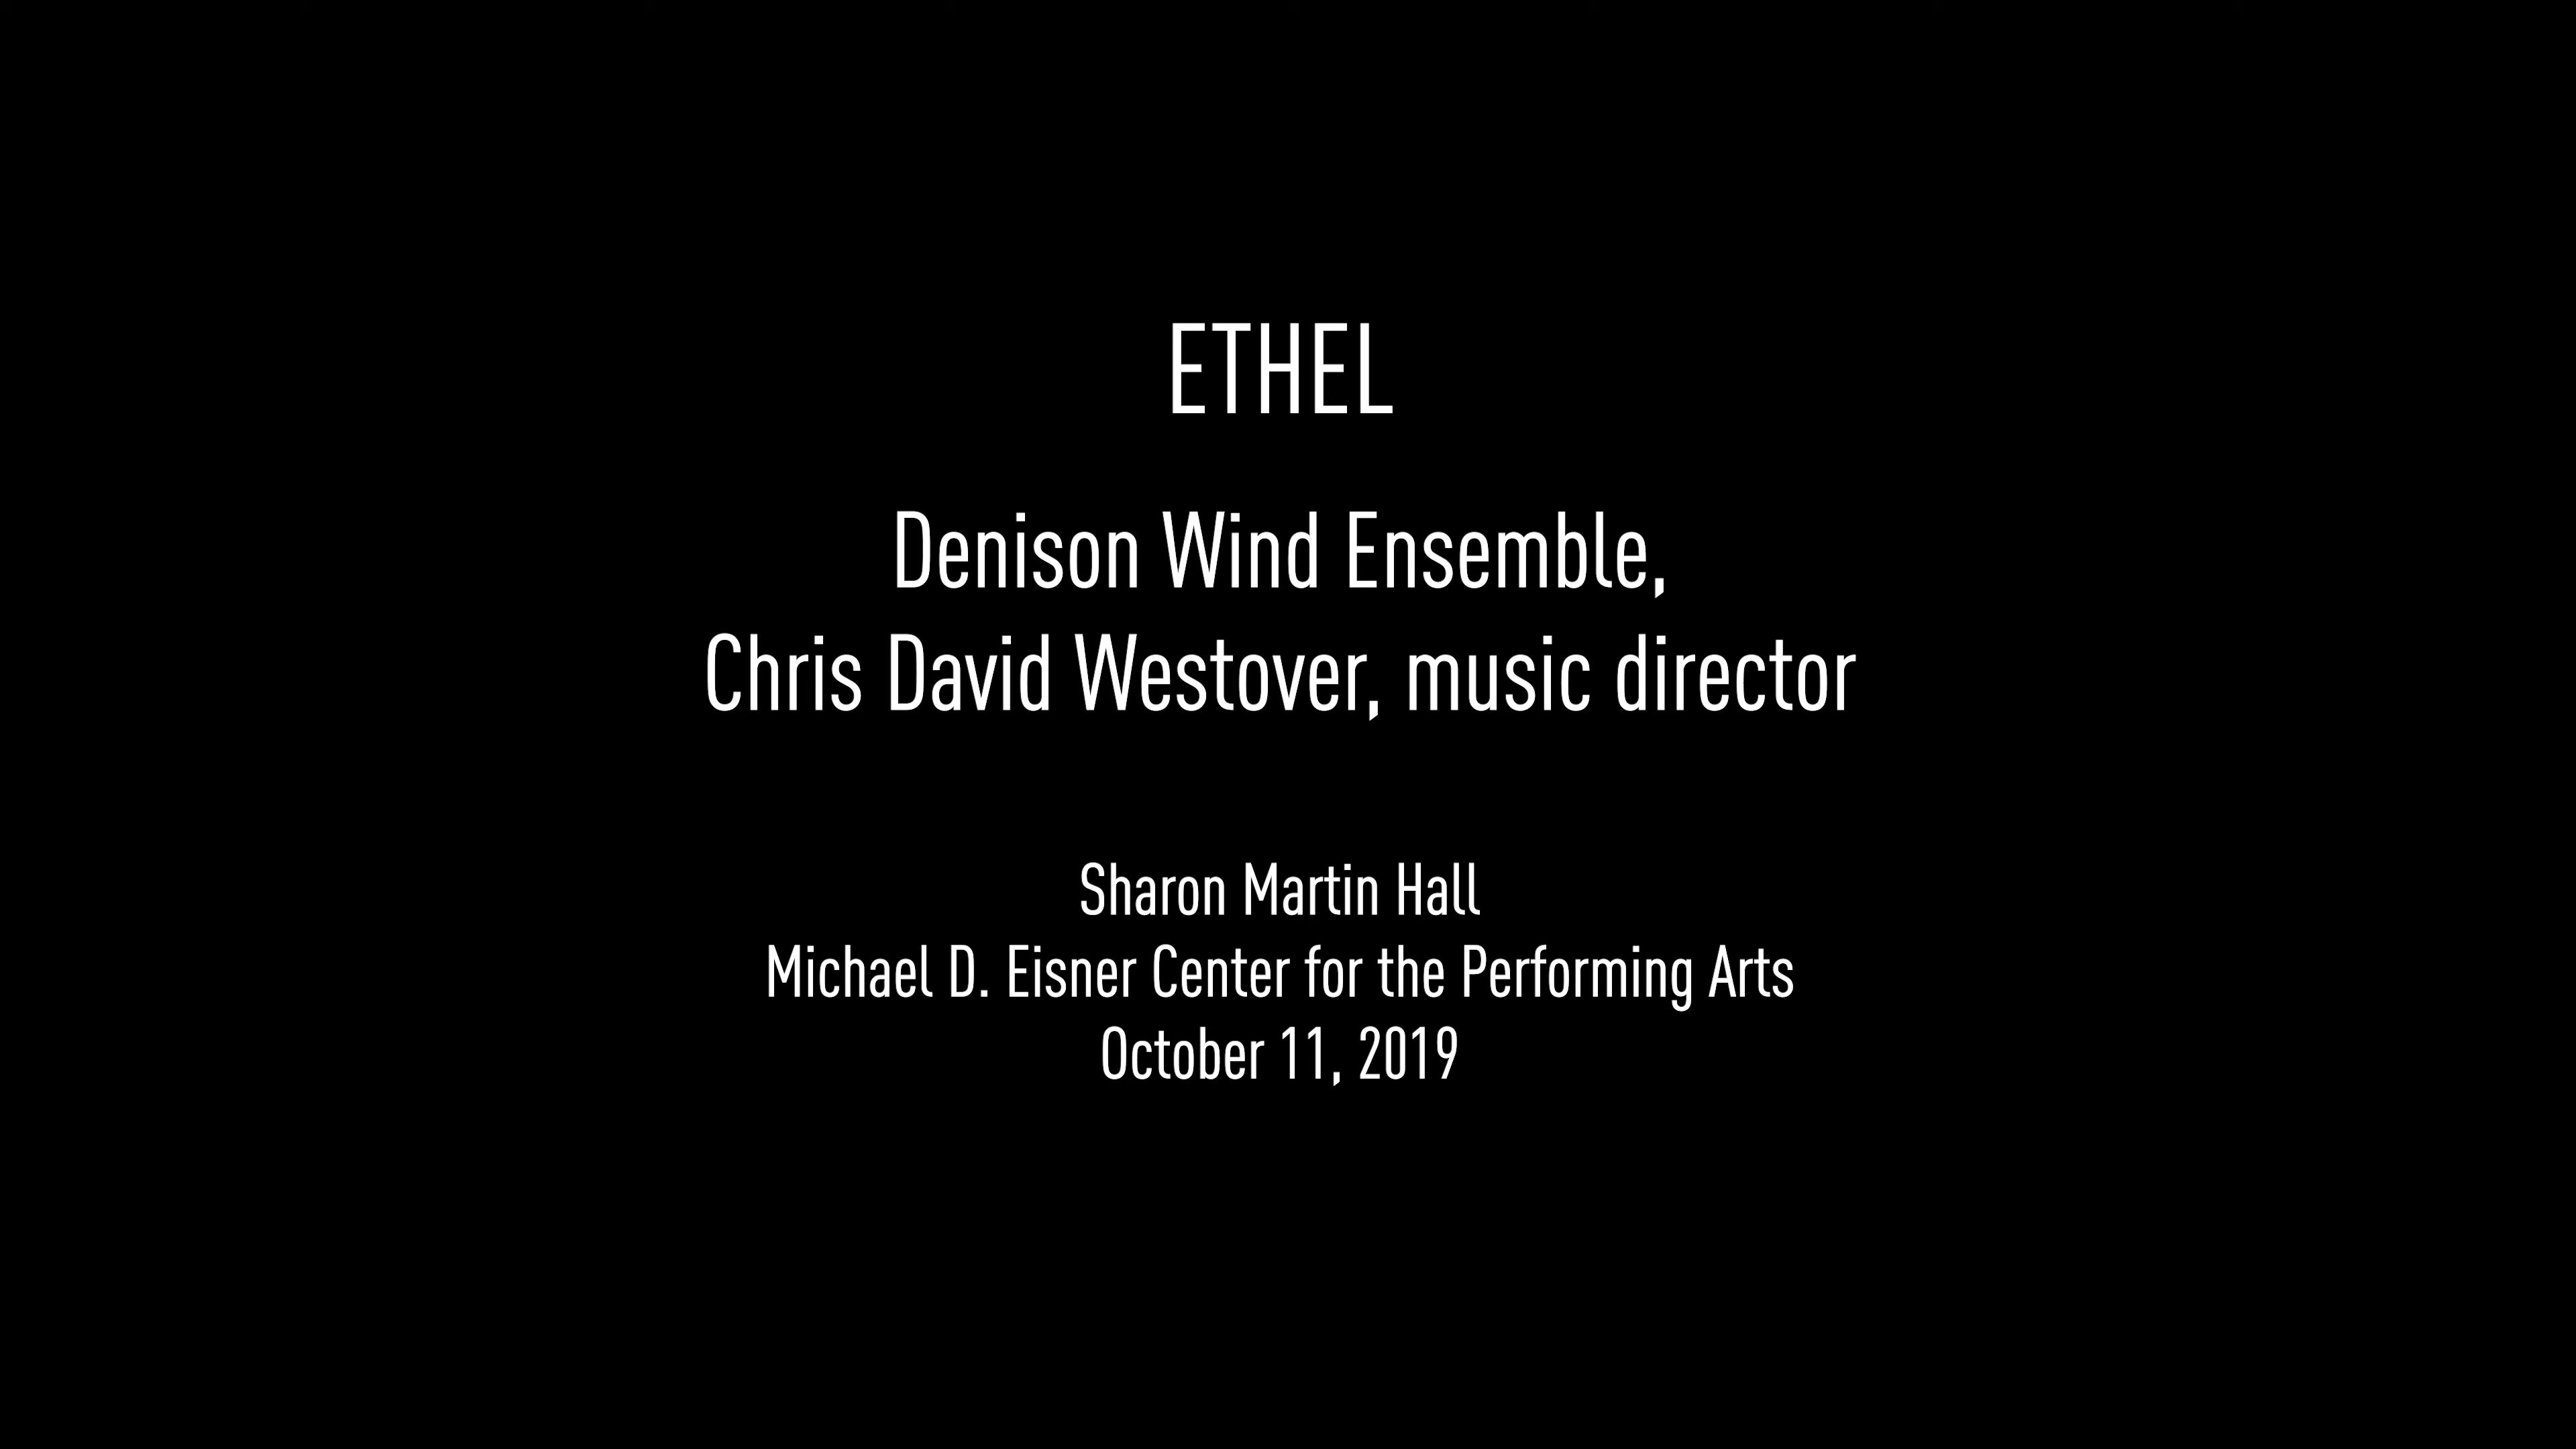 ETHEL
Denison Wind Ensemble,
Chris David Westover, music director
Sharon Martin Hall
Michael D. Eisner Center for the Performing Arts
October 11, 2019